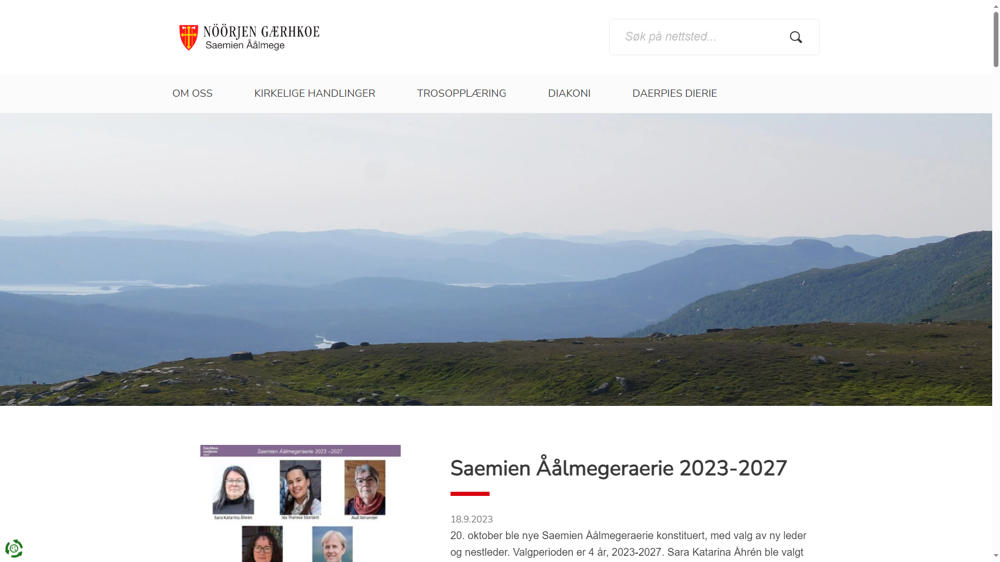 NÖÖRJEN GÆRHKOE
Saemien Åålmege
Søk på nettsted...
OM OSS
KIRKELIGE HANDLINGER
TROSOPPLÆRING
DIAKONI
DAERPIES DIERIE
Saemien Åålmegeraerie 2023 –2027
Sara Katarina Åhrén
Ida Therese Storslett
Aud Renander
Saemien Åålmegeraerie 2023-2027
18.9.2023
20. oktober ble nye Saemien Åålmegeraerie konstituert, med valg av ny leder
og nestleder. Valgperioden er 4 år, 2023-2027. Sara Katarina Åhrén ble valgt